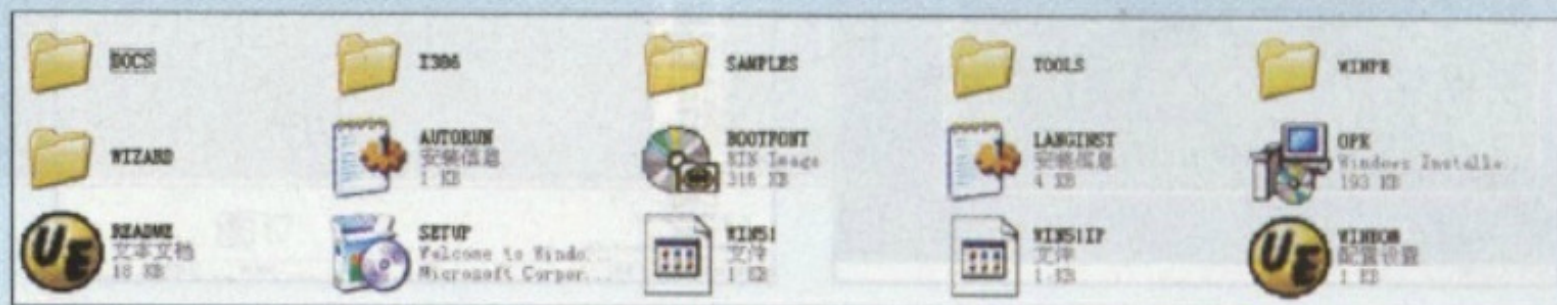 DOCS
I386
SAMPLES
TOOLS
WINPE
WIZARD
AUTORUN
安装信息
1 KB
BOOTFONT
BIN Image
316 KB
LANGINST
安装信息
4 KB
OPK
Windows Installe...
193 KB
README
文本文档
18 KB
SETUP
Welcome to Windo...
Microsoft Corpor...
WIN51
文件
1 KB
WIN51IP
文件
1 KB
WINBOM
配置设置
1 KB